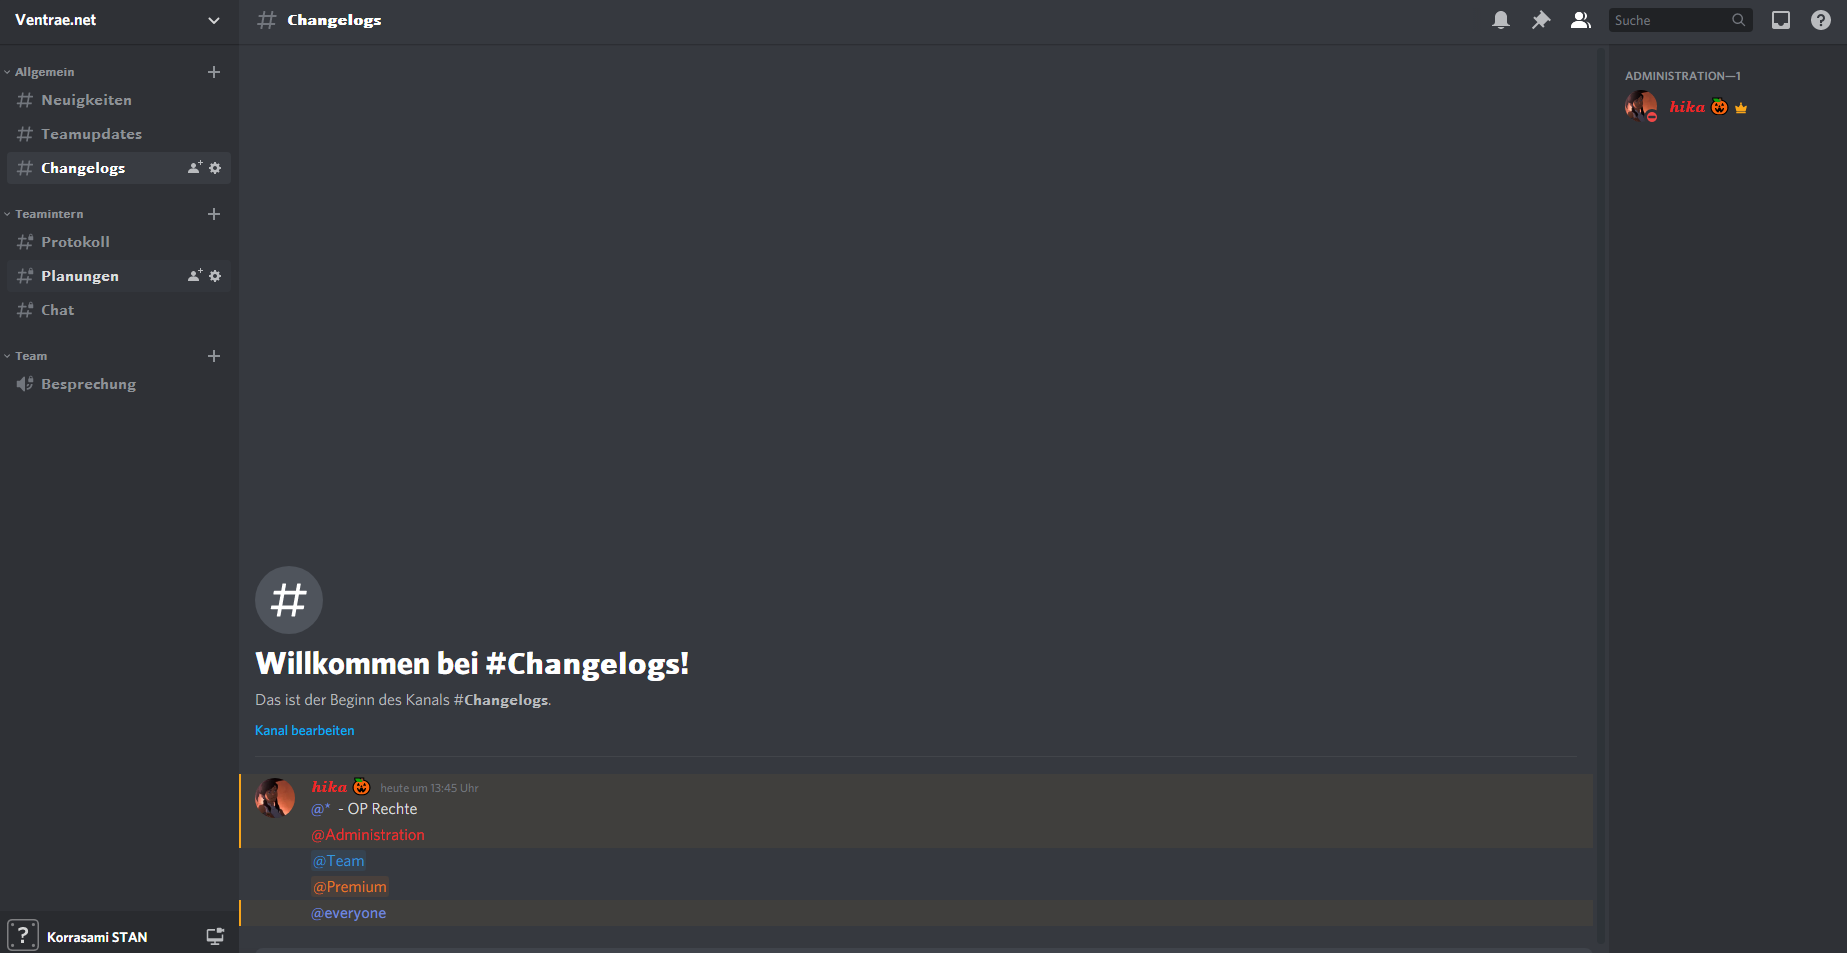 Ventrae.net
Allgemein
Neuigkeiten
Teamupdates
Changelogs
Teamintern
Protokoll
Planungen
Chat
Team
Besprechung
Korrasami STAN
Changelogs
Suche
Willkommen bei #Changelogs!
Das ist der Beginn des Kanals #Changelogs.
Kanal bearbeiten
hika 🎃 heute um 13:45 Uhr
@* - OP Rechte
@Administration
@Team
@Premium
@everyone
ADMINISTRATION—1
hika 🎃